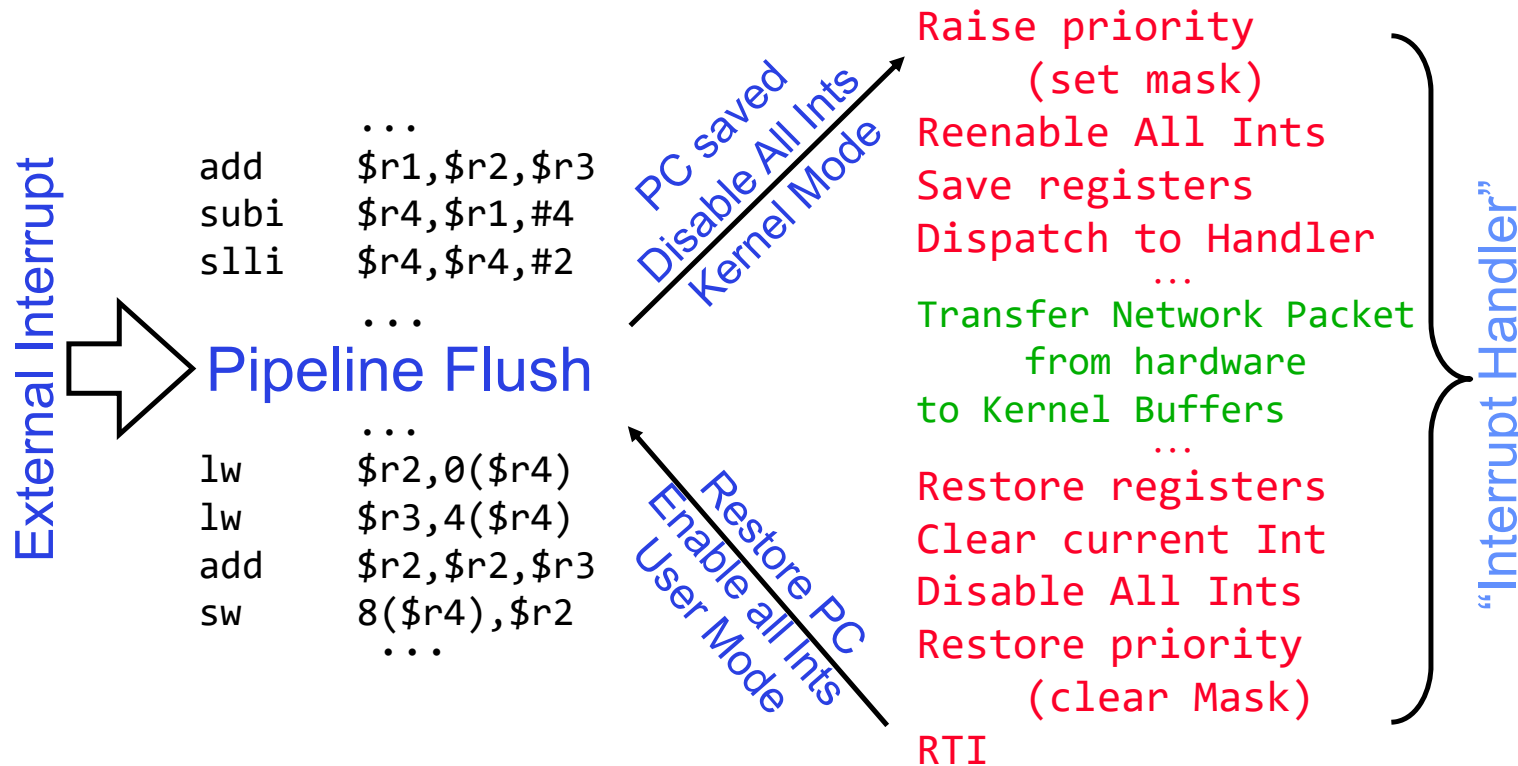 External Interrupt
...
add $r1,$r2,$r3
subi $r4,$r1,#4
slli $r4,$r4,#2
...
Pipeline Flush
...
lw $r2,0($r4)
lw $r3,4($r4)
add $r2,$r2,$r3
sw 8($r4),$r2
...
PC saved
Disable All Ints
Kernel Mode
Raise priority
(set mask)
Reenable All Ints
Save registers
Dispatch to Handler
...
Transfer Network Packet
from hardware
to Kernel Buffers
...
Restore registers
Clear current Int
Disable All Ints
Restore priority
(clear Mask)
RTI
Restore PC
Enable all Ints
User Mode
“Interrupt Handler”